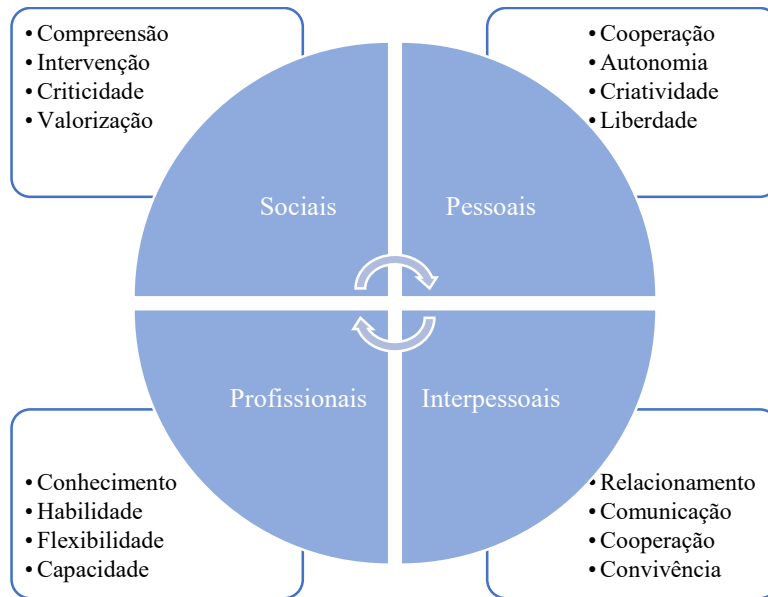 • Compreensão
• Intervenção
• Criticidade
• Valorização
• Cooperação
• Autonomia
• Criatividade
• Liberdade
Sociais
Pessoais
Profissionais
Interpessoais
• Conhecimento
• Habilidade
• Flexibilidade
• Capacidade
• Relacionamento
• Comunicação
• Cooperação
• Convivência